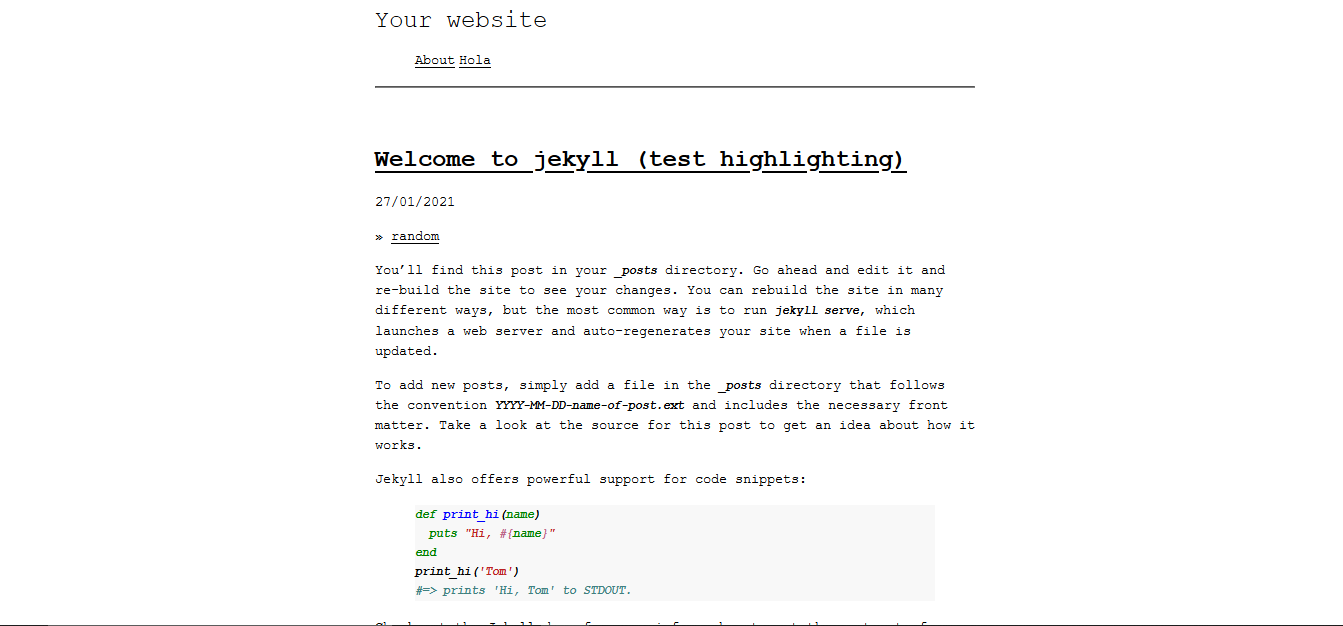 Your website
About Hola
Welcome to jekyll (test highlighting)
27/01/2021
» random
You’ll find this post in your _posts directory. Go ahead and edit it and
re-build the site to see your changes. You can rebuild the site in many
different ways, but the most common way is to run jekyll serve, which
launches a web server and auto-regenerates your site when a file is
updated.
To add new posts, simply add a file in the _posts directory that follows
the convention YYYY-MM-DD-name-of-post.ext and includes the necessary front
matter. Take a look at the source for this post to get an idea about how it
works.
Jekyll also offers powerful support for code snippets:
def print_hi(name)
  puts "Hi, #{name}"
end
print_hi('Tom')
#=> prints 'Hi, Tom' to STDOUT.